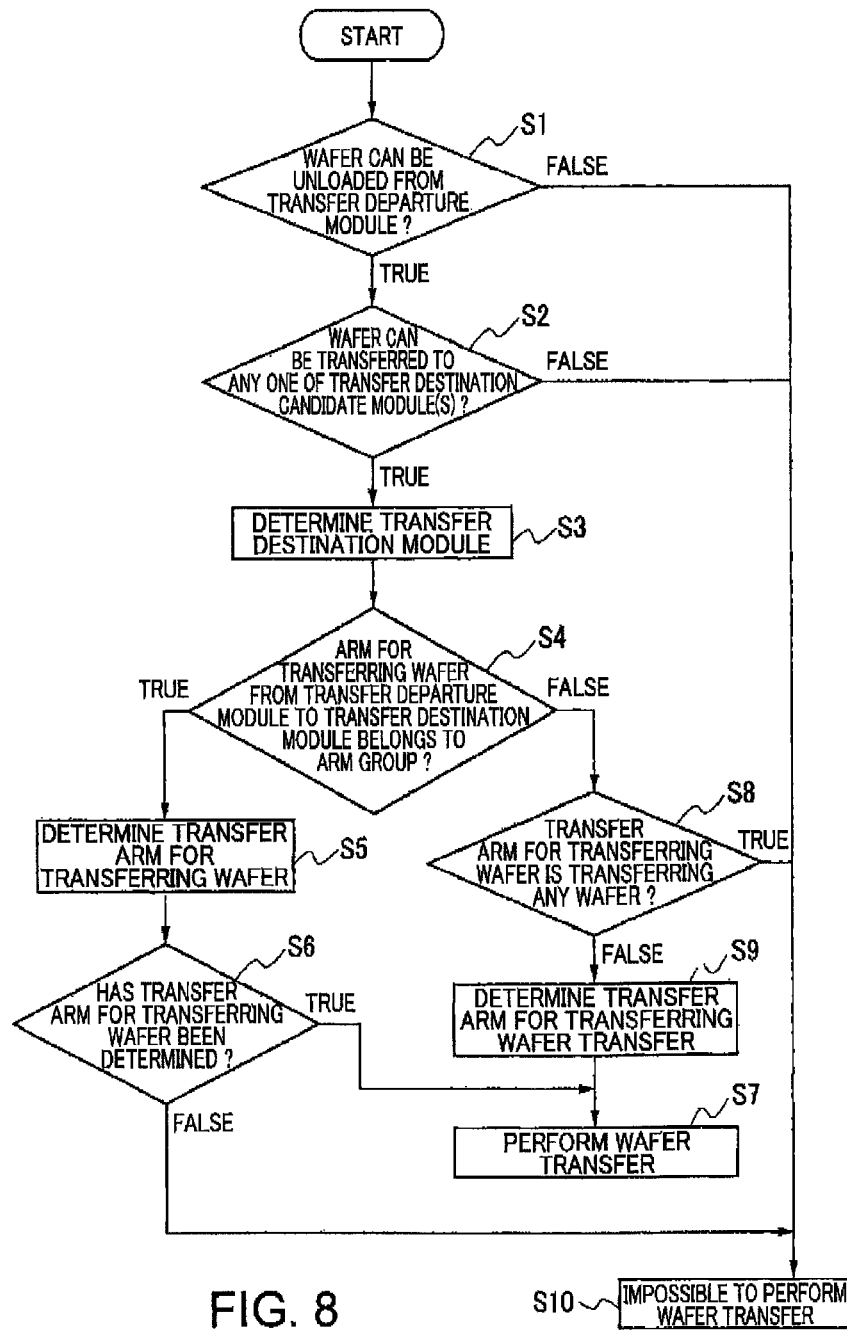 START
S1
WAFER CAN BE
UNLOADED FROM
TRANSFER DEPARTURE
MODULE ?
FALSE
TRUE
S2
WAFER CAN
BE TRANSFERRED TO
ANY ONE OF TRANSFER DESTINATION
CANDIDATE MODULE(S) ?
FALSE
TRUE
DETERMINE TRANSFER
DESTINATION MODULE
S3
S4
ARM FOR
TRANSFERRING WAFER
FROM TRANSFER DEPARTURE
MODULE TO TRANSFER DESTINATION
MODULE BELONGS TO
ARM GROUP ?
TRUE
FALSE
DETERMINE TRANSFER
ARM FOR
TRANSFERRING WAFER
S5
S8
TRANSFER
ARM FOR TRANSFERRING
WAFER IS TRANSFERRING
ANY WAFER ?
TRUE
FALSE
S6
HAS TRANSFER
ARM FOR TRANSFERRING
WAFER BEEN
DETERMINED ?
TRUE
FALSE
S9
DETERMINE TRANSFER
ARM FOR TRANSFERRING
WAFER TRANSFER
S7
PERFORM WAFER
TRANSFER
S10
IMPOSSIBLE TO PERFORM
WAFER TRANSFER
FIG. 8